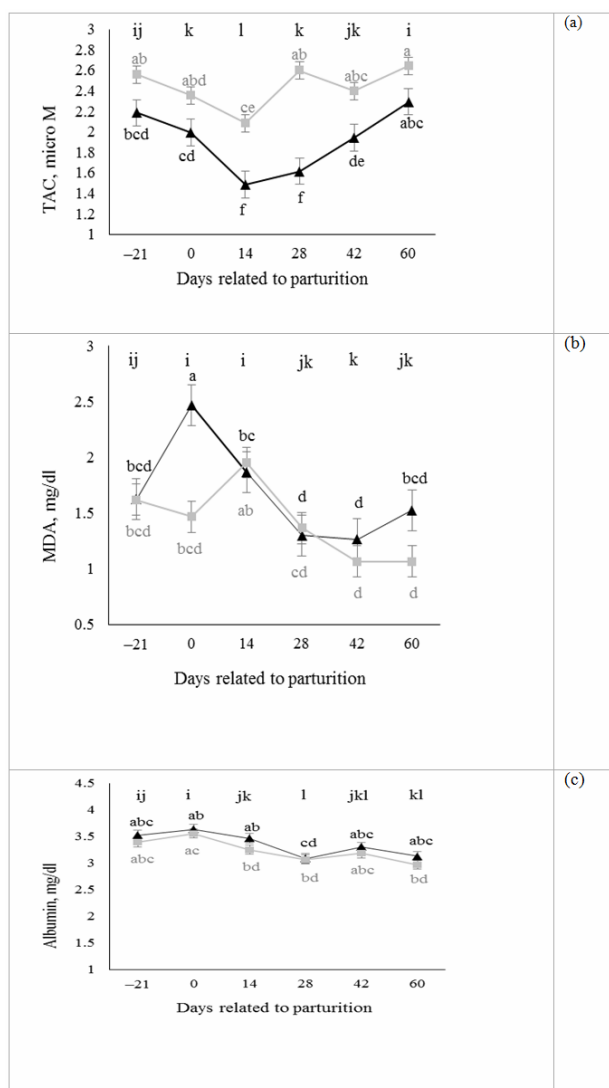 (a)
3
2.8
2.6
2.4
2.2
2
1.8
1.6
1.4
1.2
1
TAC, micro M
ij k l k jk i
ab abd ce ab abc a
bcd cd f f de abc
–21 0 14 28 42 60
Days related to parturition
(b)
3
2.5
2
1.5
1
0.5
MDA, mg/dl
ij i i jk k jk
bcd a bc d d bcd
bcd bcd ab cd d d
–21 0 14 28 42 60
Days related to parturition
(c)
4.5
4
3.5
3
2.5
2
1.5
1
Albumin, mg/dl
ij i jk l jkl kl
abc ab ab cd abc abc
abc ac bd bd abc bd
–21 0 14 28 42 60
Days related to parturition